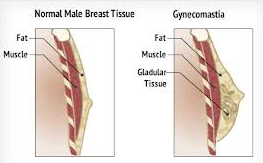 Normal Male Breast Tissue
Fat
Muscle
Gynecomastia
Fat
Muscle
Gladular
Tissue